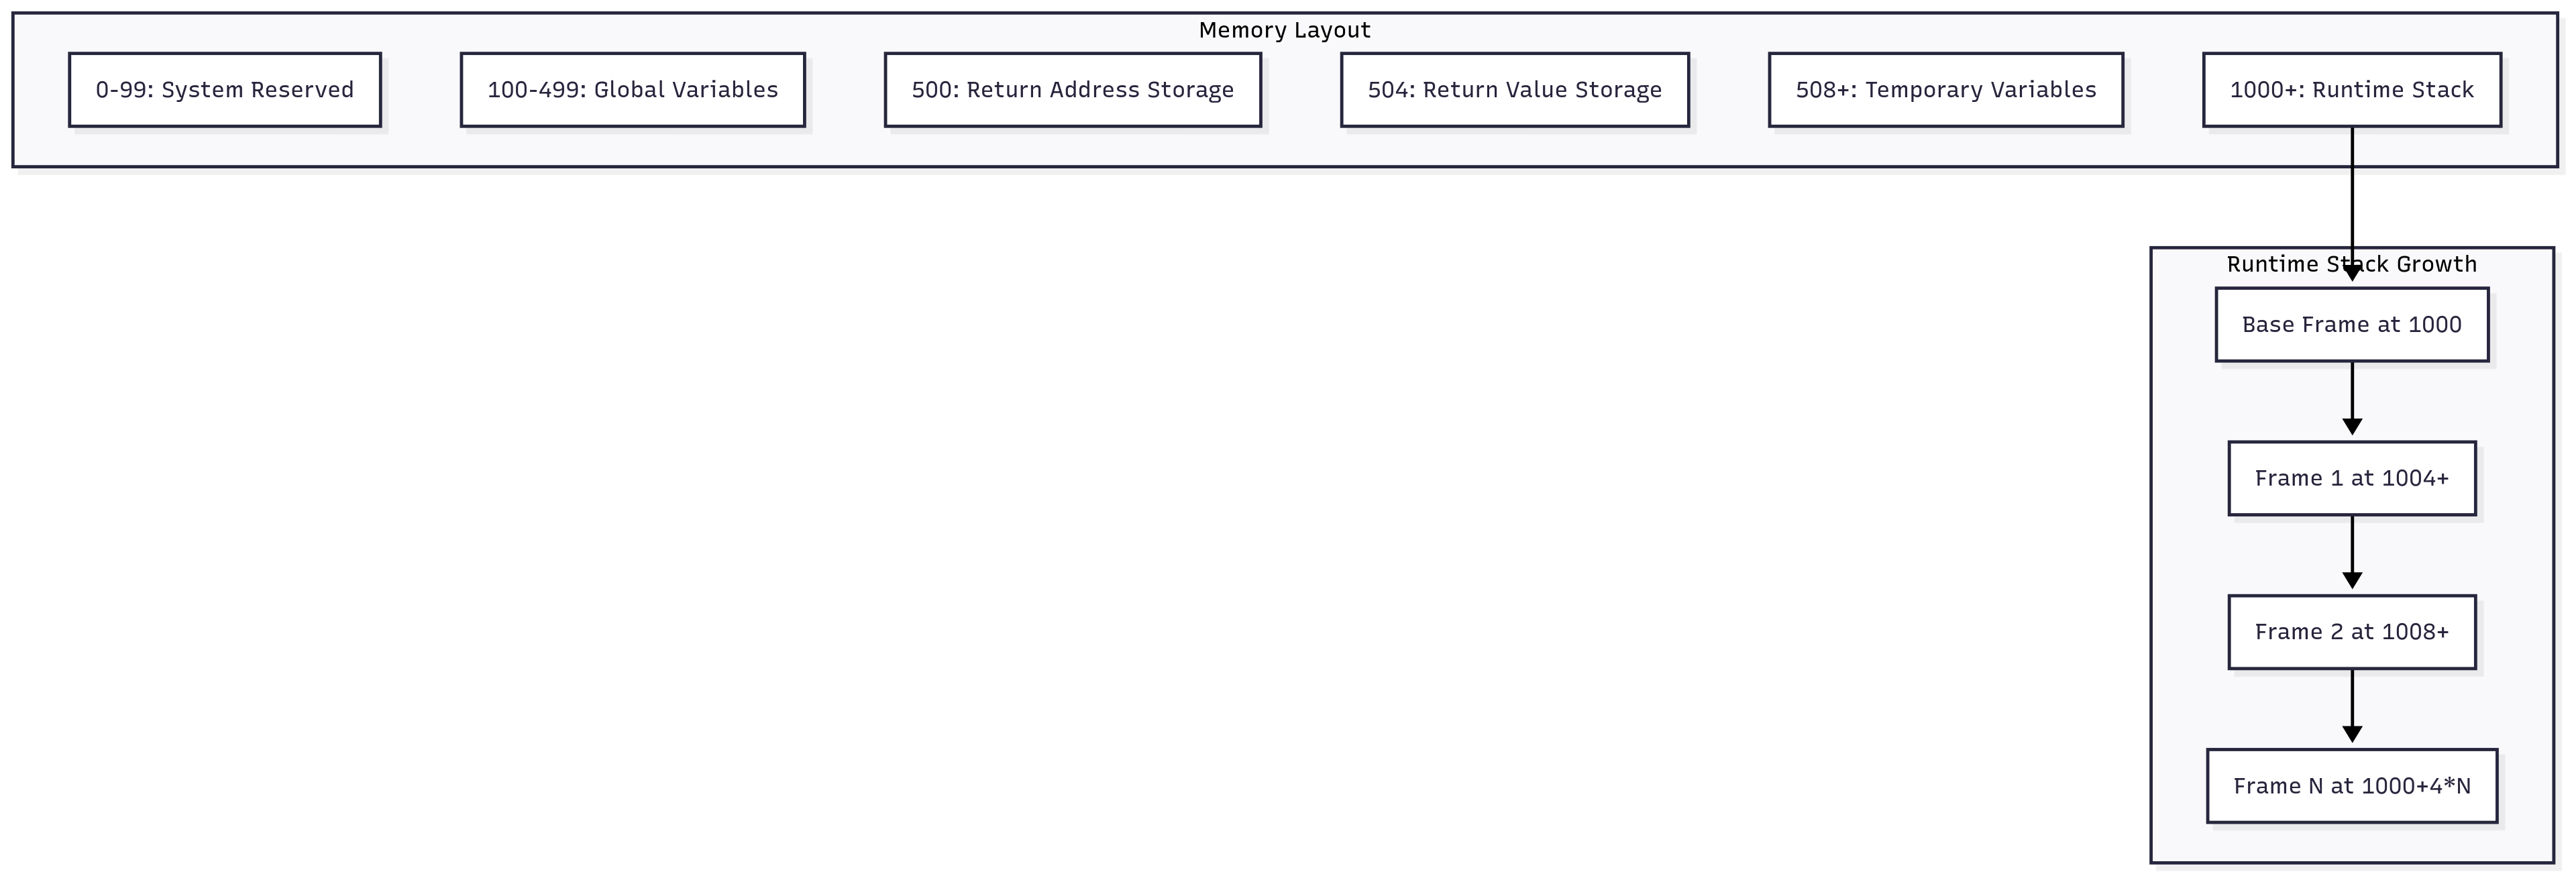 Memory Layout
0-99: System Reserved
100-499: Global Variables
500: Return Address Storage
504: Return Value Storage
508+: Temporary Variables
1000+: Runtime Stack
Runtime Stack Growth
Base Frame at 1000
Frame 1 at 1004+
Frame 2 at 1008+
Frame N at 1000+4*N